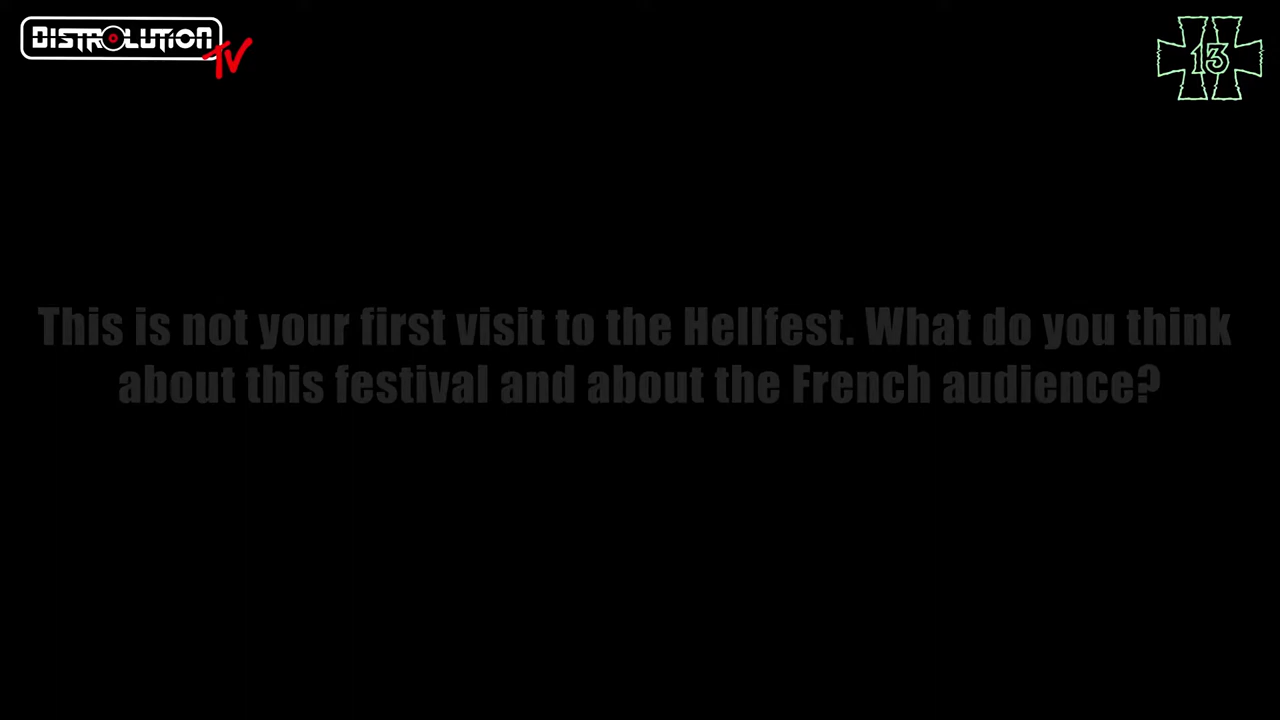 DISTROLUTION
TV
13
This is not your first visit to the Hellfest. What do you think
about this festival and about the French audience?